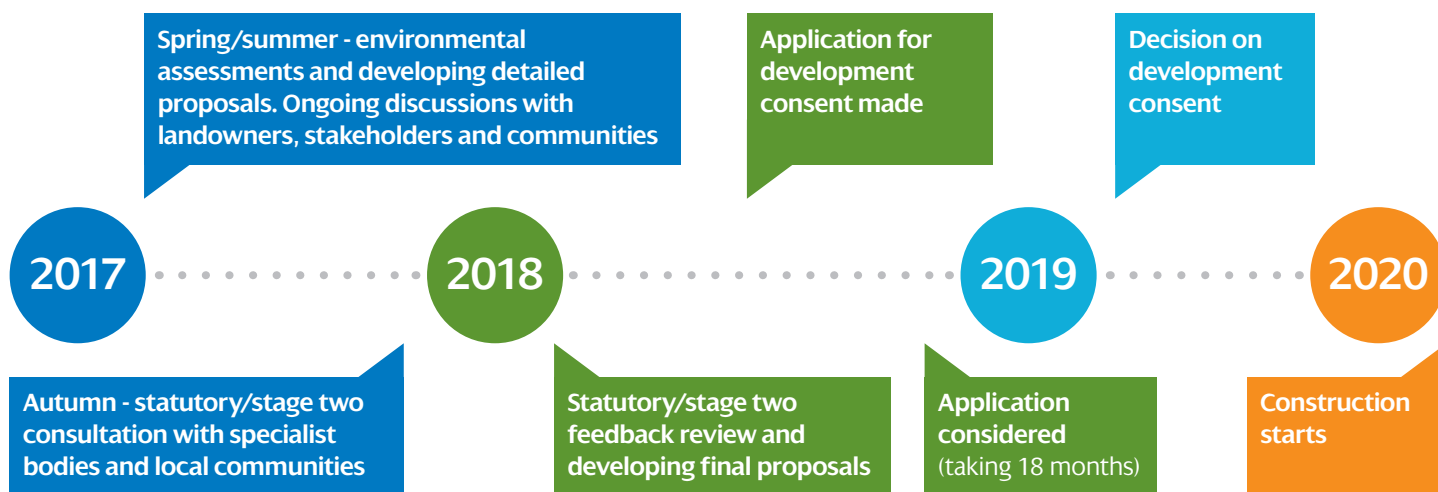 Spring/summer - environmental
assessments and developing detailed
proposals. Ongoing discussions with
landowners, stakeholders and communities
Application for
development
consent made
Decision on
development
consent
2017
2018
2019
2020
Autumn - statutory/stage two
consultation with specialist
bodies and local communities
Statutory/stage two
feedback review and
developing final proposals
Application
considered
(taking 18 months)
Construction
starts